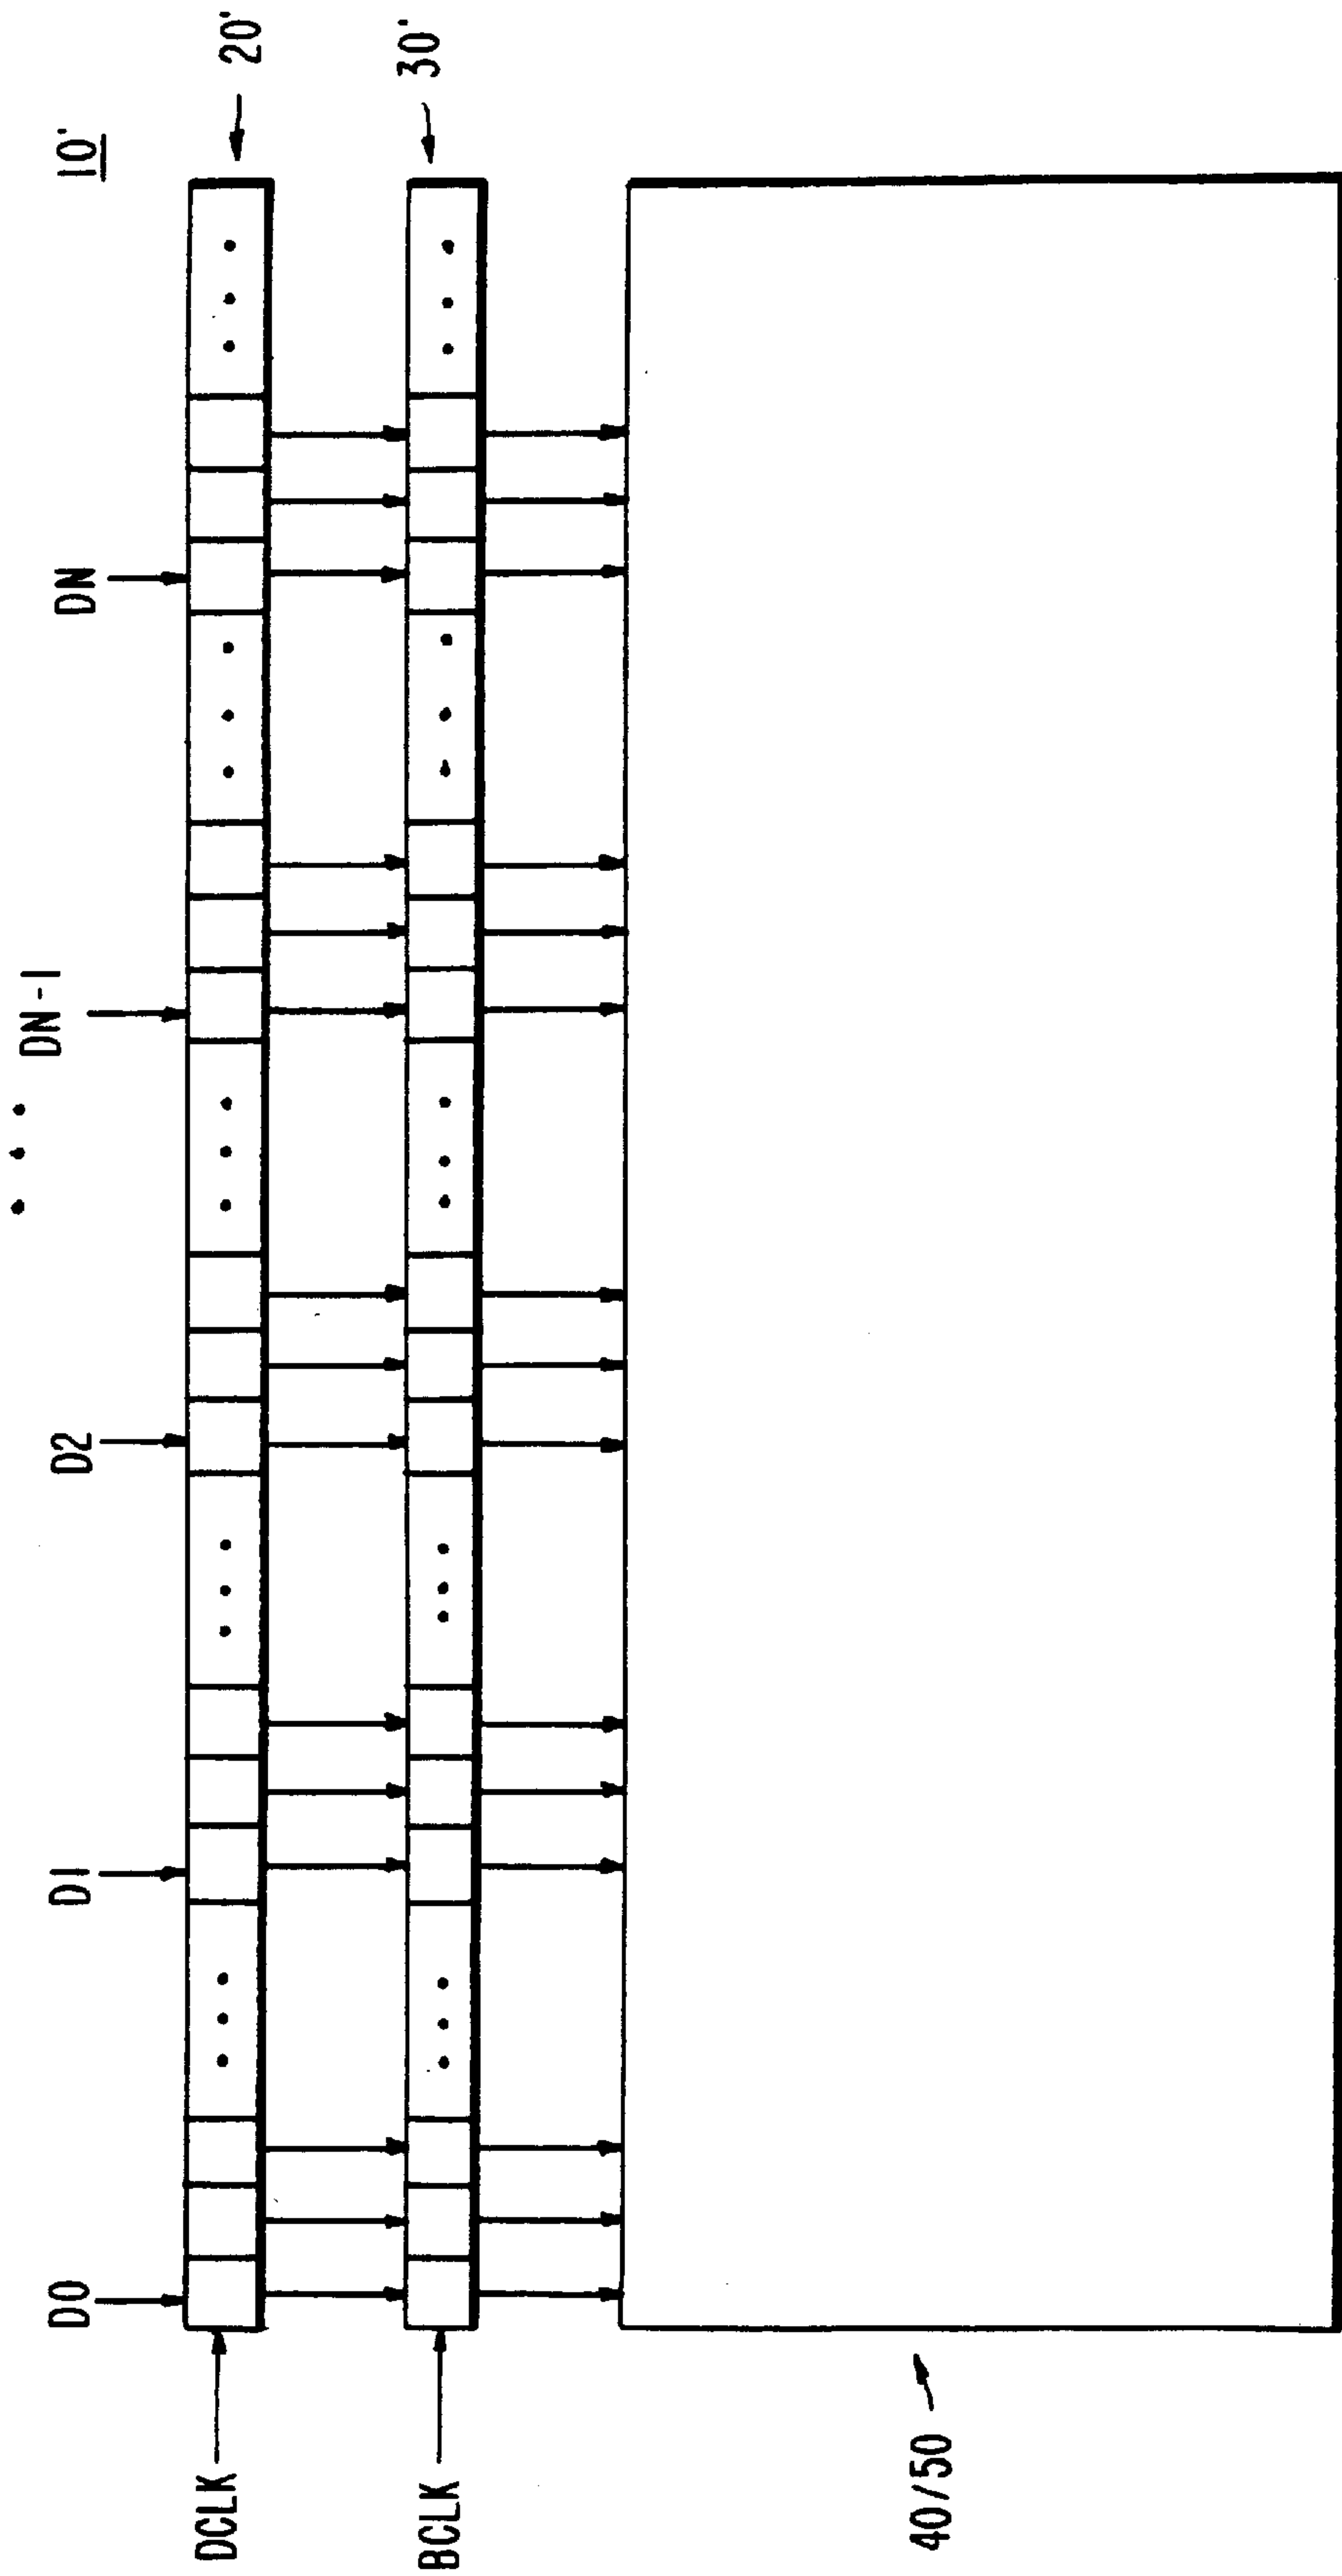 10'
D0
D1
D2
• • •
DN-1
DN
DCLK
20'
BCLK
30'
40/50